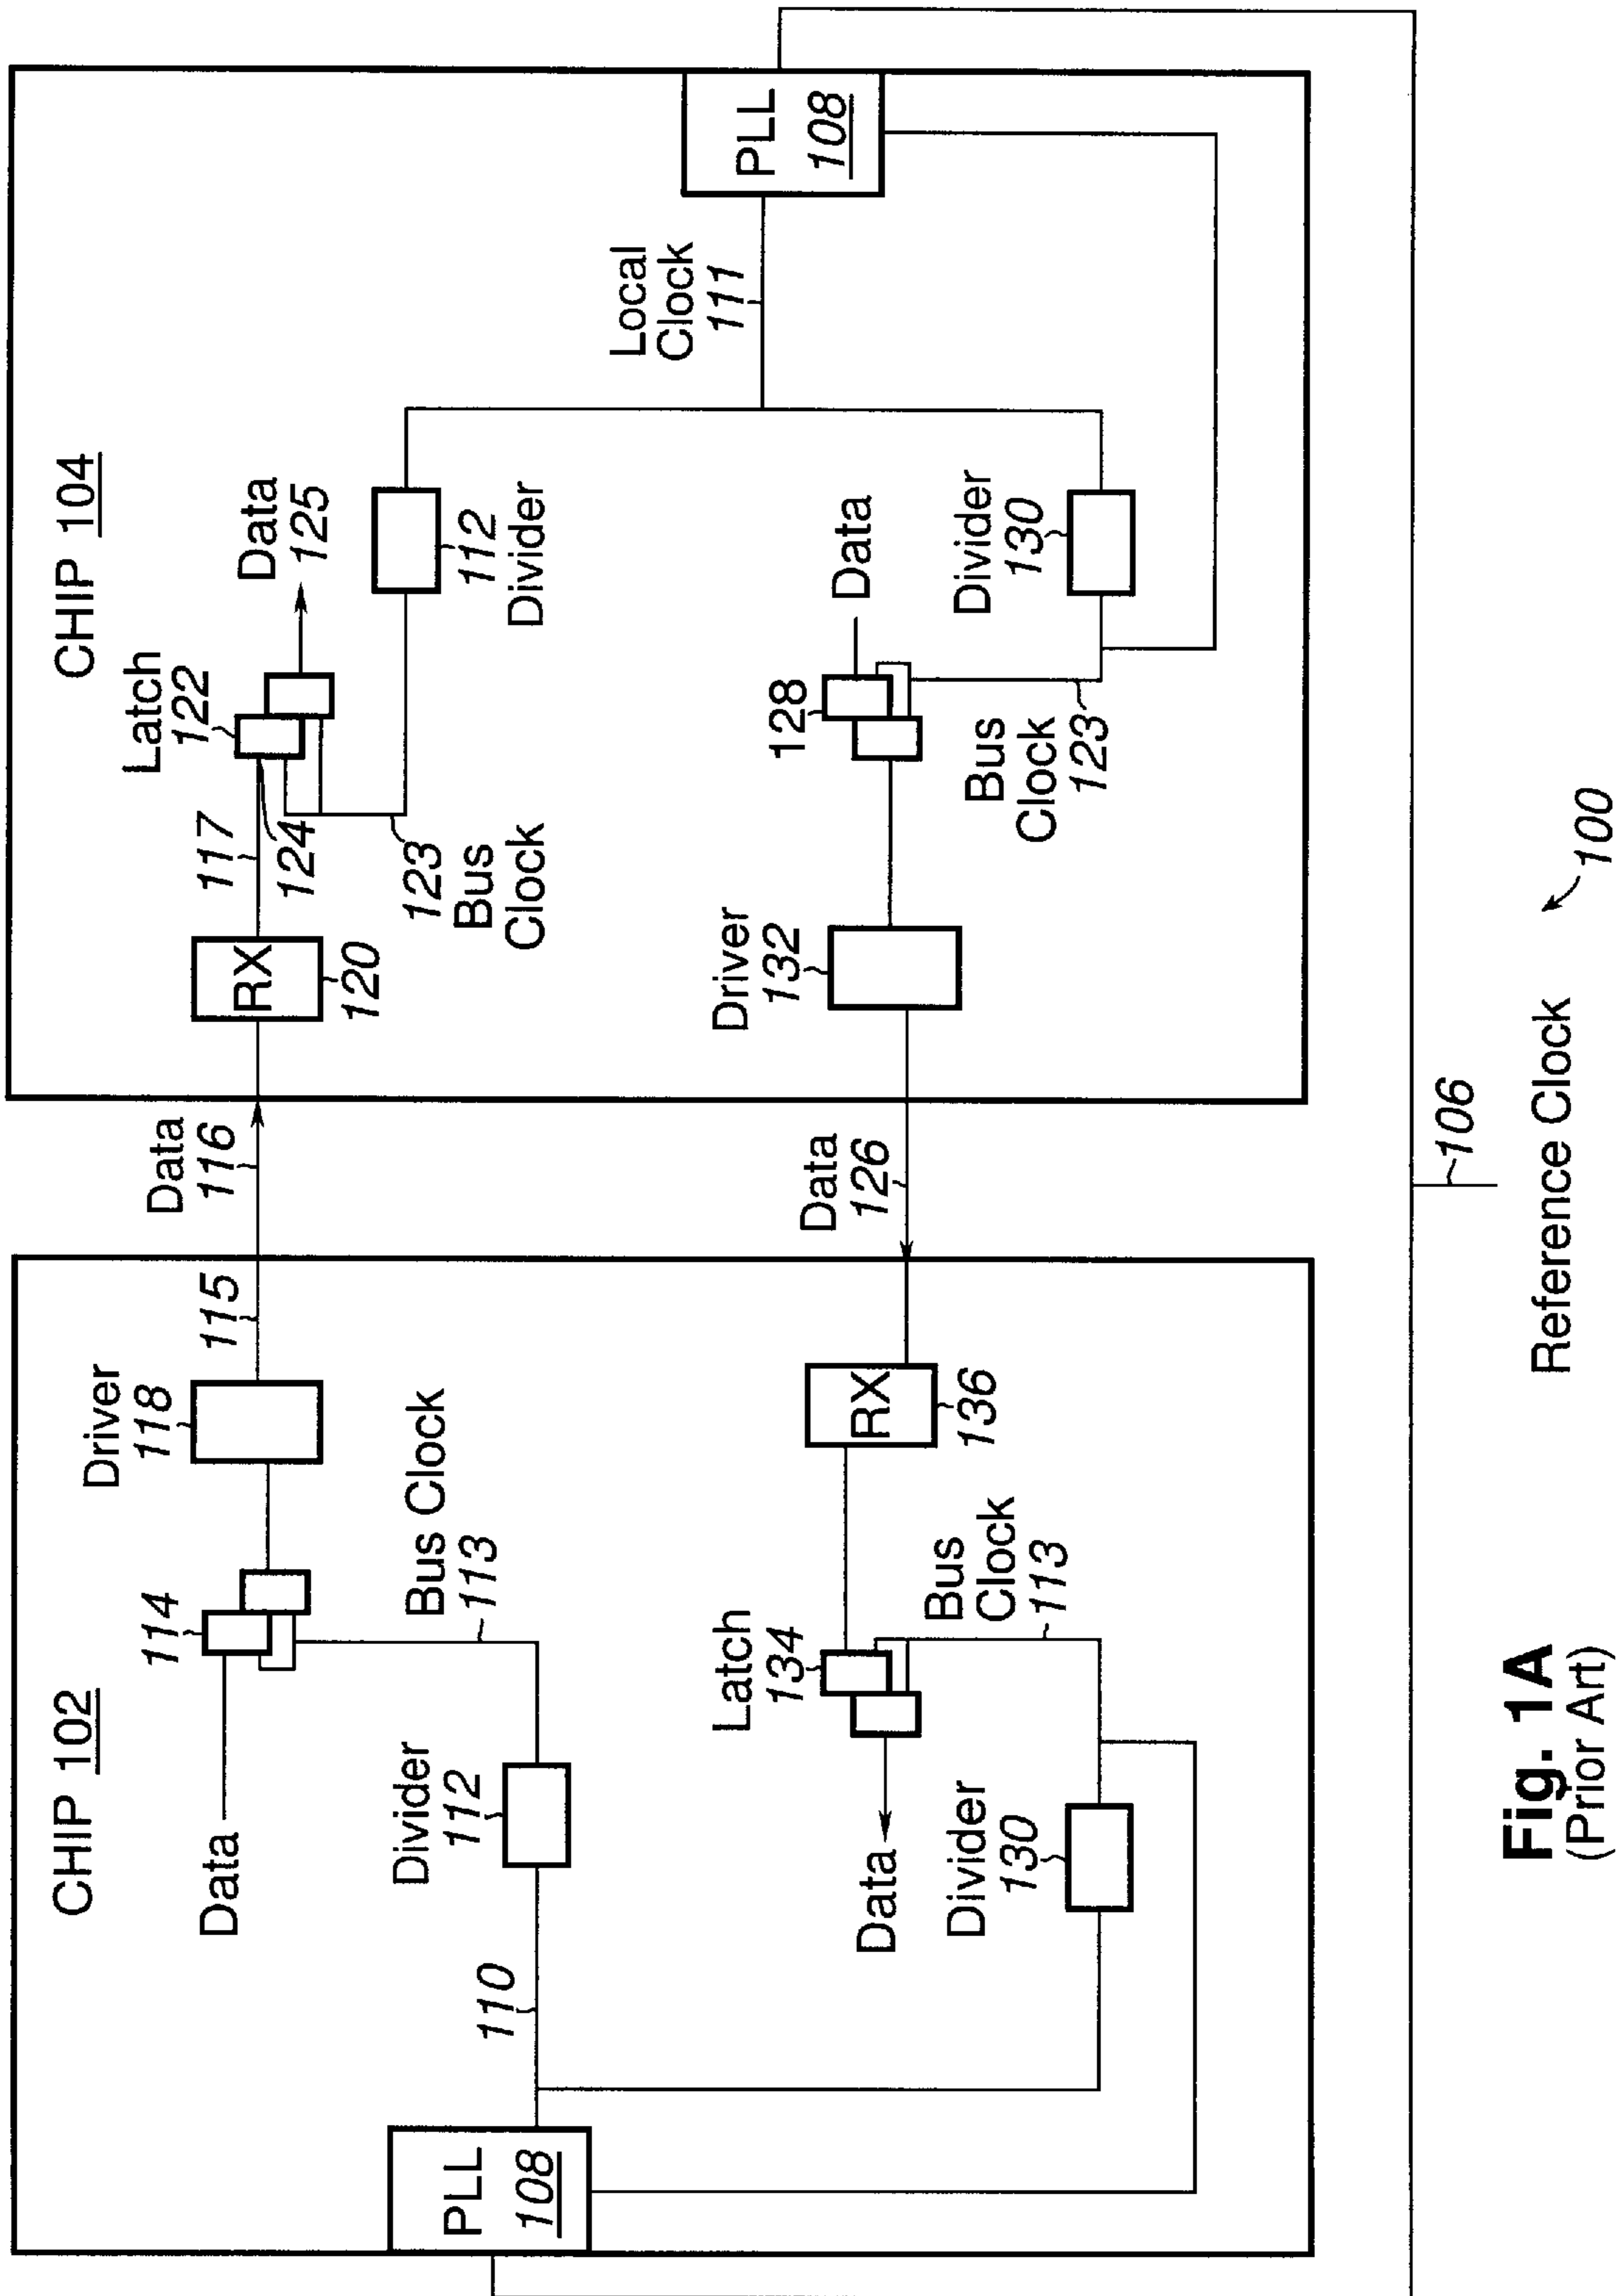 CHIP 102
Data
114
Driver
118
115
Bus Clock
113
Divider
112
110
PLL
108
Latch
134
Bus
Clock
113
RX
136
Data
Divider
130
Data
116
Data
126
CHIP 104
RX
120
117
124
Latch
122
Data
125
123
Bus
Clock
112
Divider
Local
Clock
111
PLL
108
Driver
132
128
Data
Bus
Clock
123
Divider
130
106
Reference Clock
100
Fig. 1A
(Prior Art)